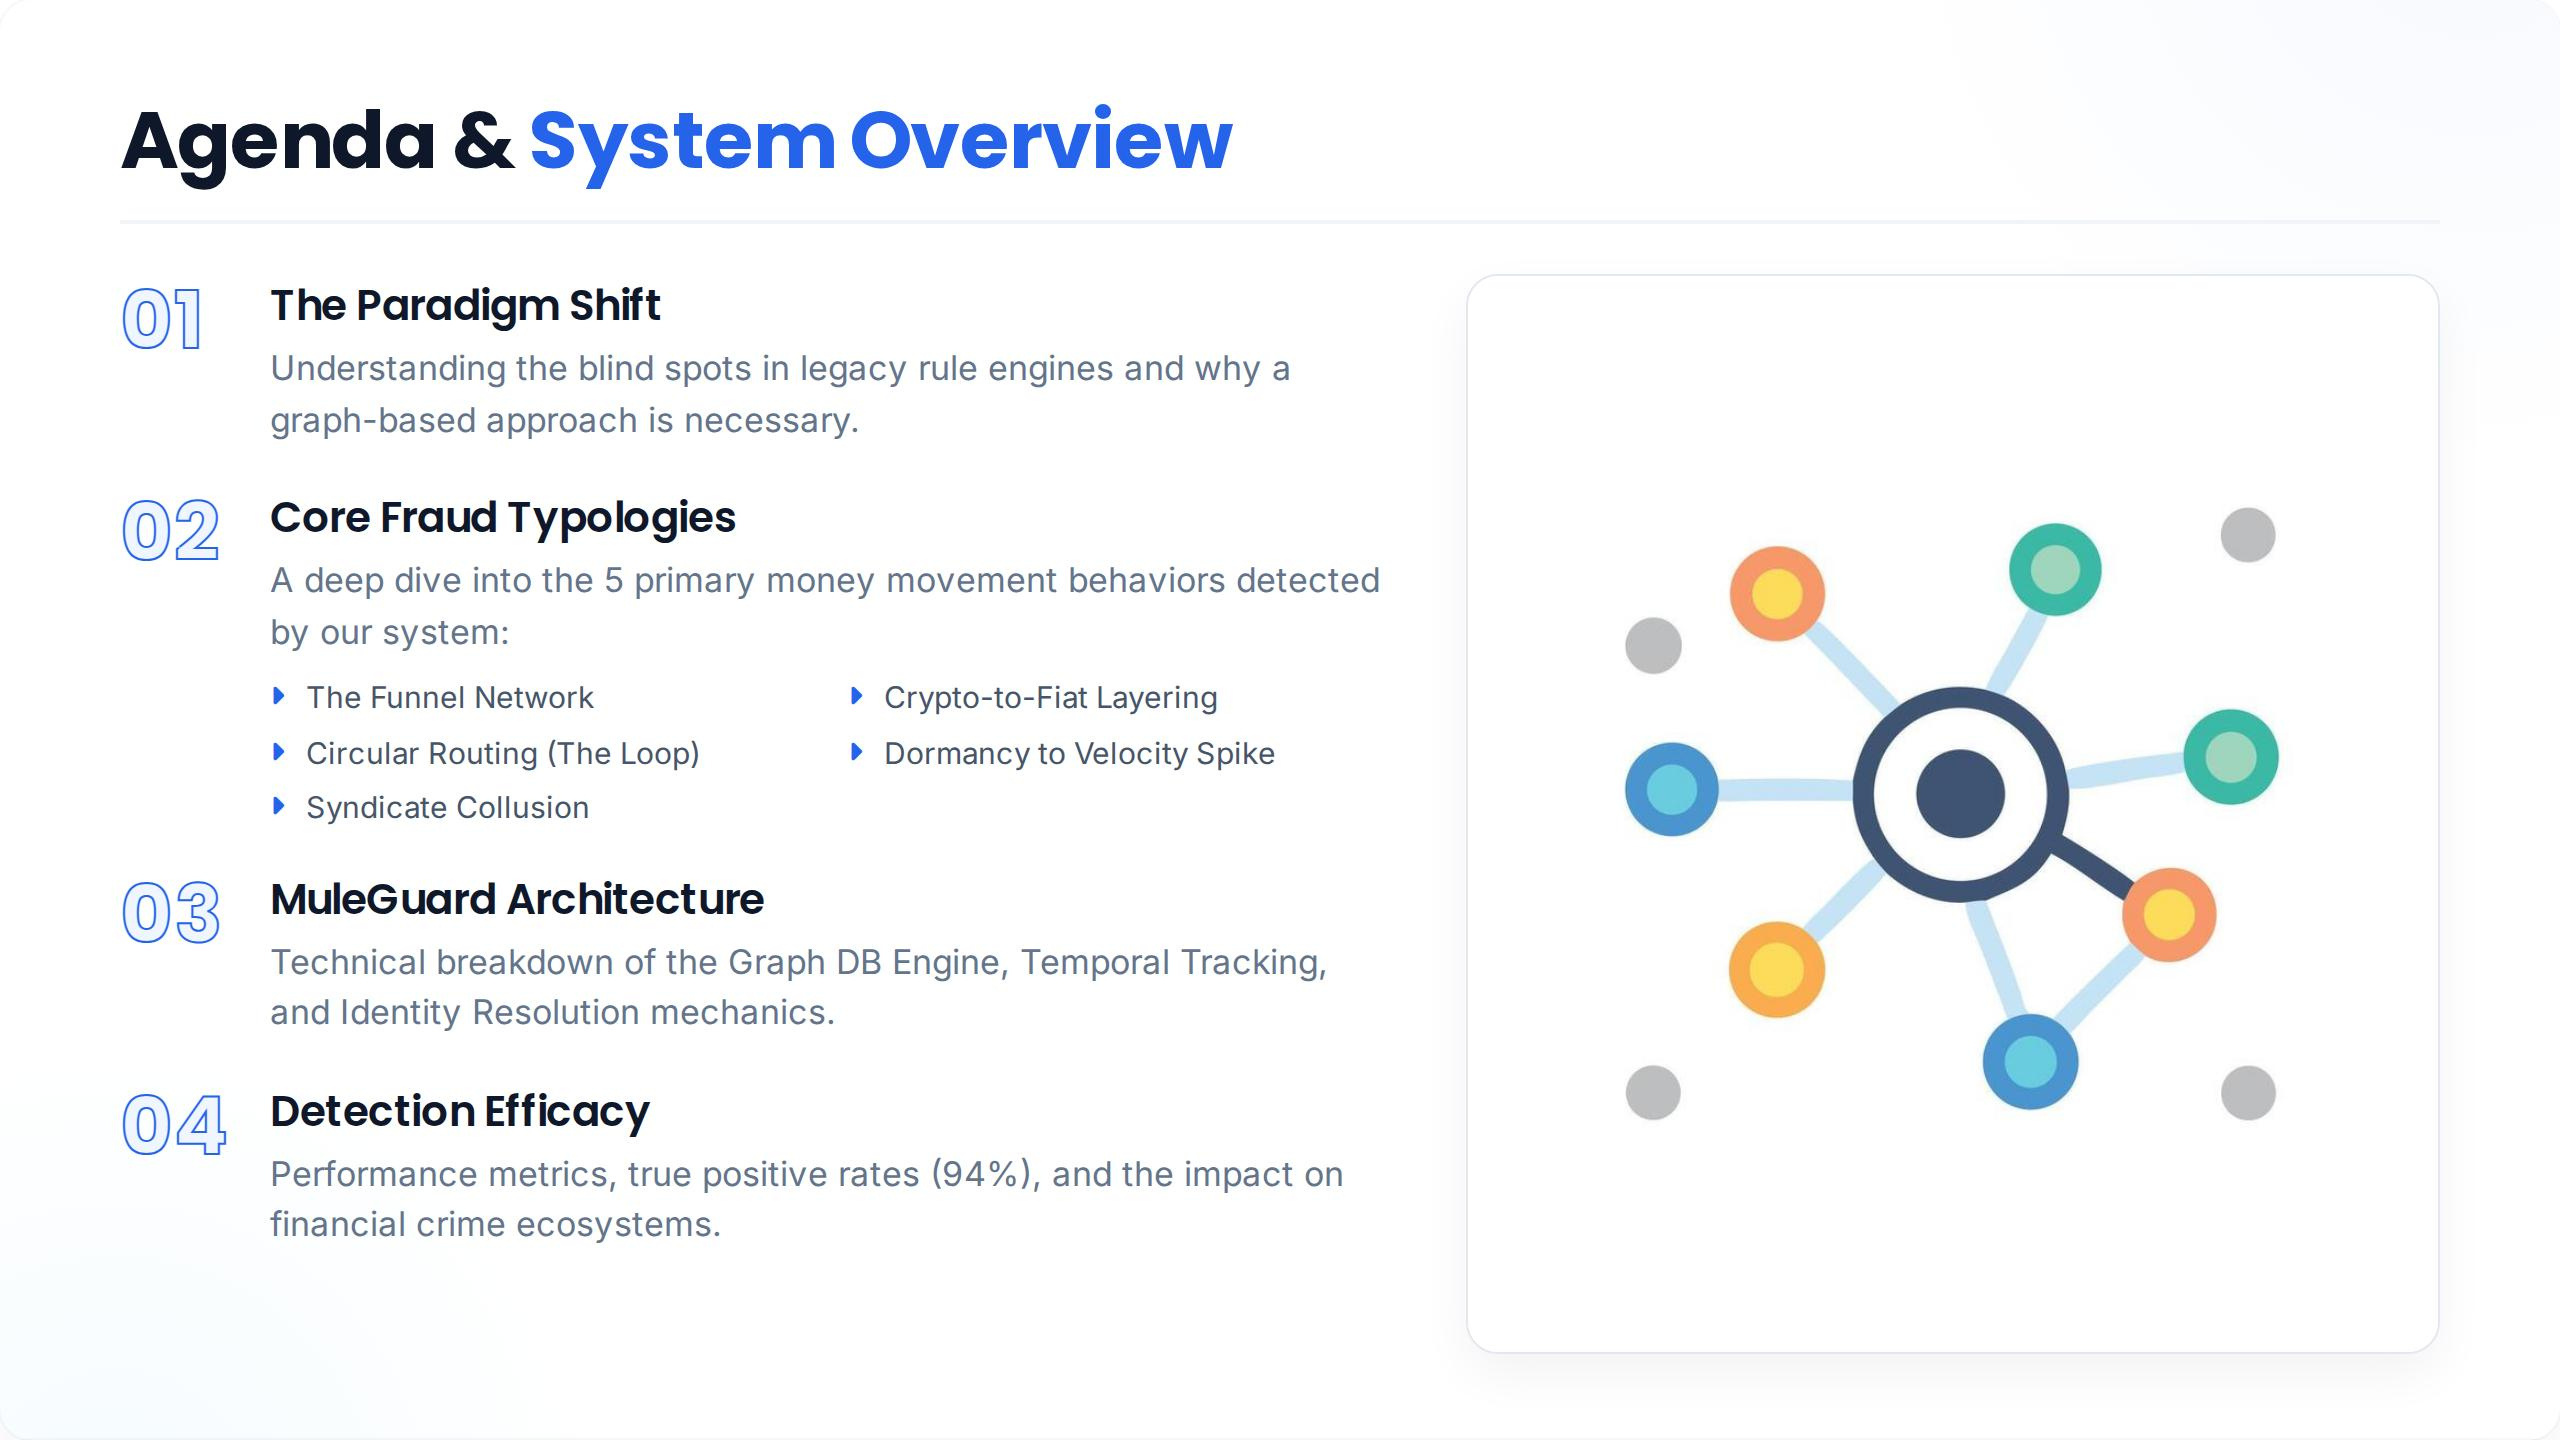 Agenda & System Overview
01
The Paradigm Shift
Understanding the blind spots in legacy rule engines and why a
graph-based approach is necessary.
02
Core Fraud Typologies
A deep dive into the 5 primary money movement behaviors detected
by our system:
The Funnel Network
Crypto-to-Fiat Layering
Circular Routing (The Loop)
Dormancy to Velocity Spike
Syndicate Collusion
03
MuleGuard Architecture
Technical breakdown of the Graph DB Engine, Temporal Tracking,
and Identity Resolution mechanics.
04
Detection Efficacy
Performance metrics, true positive rates (94%), and the impact on
financial crime ecosystems.